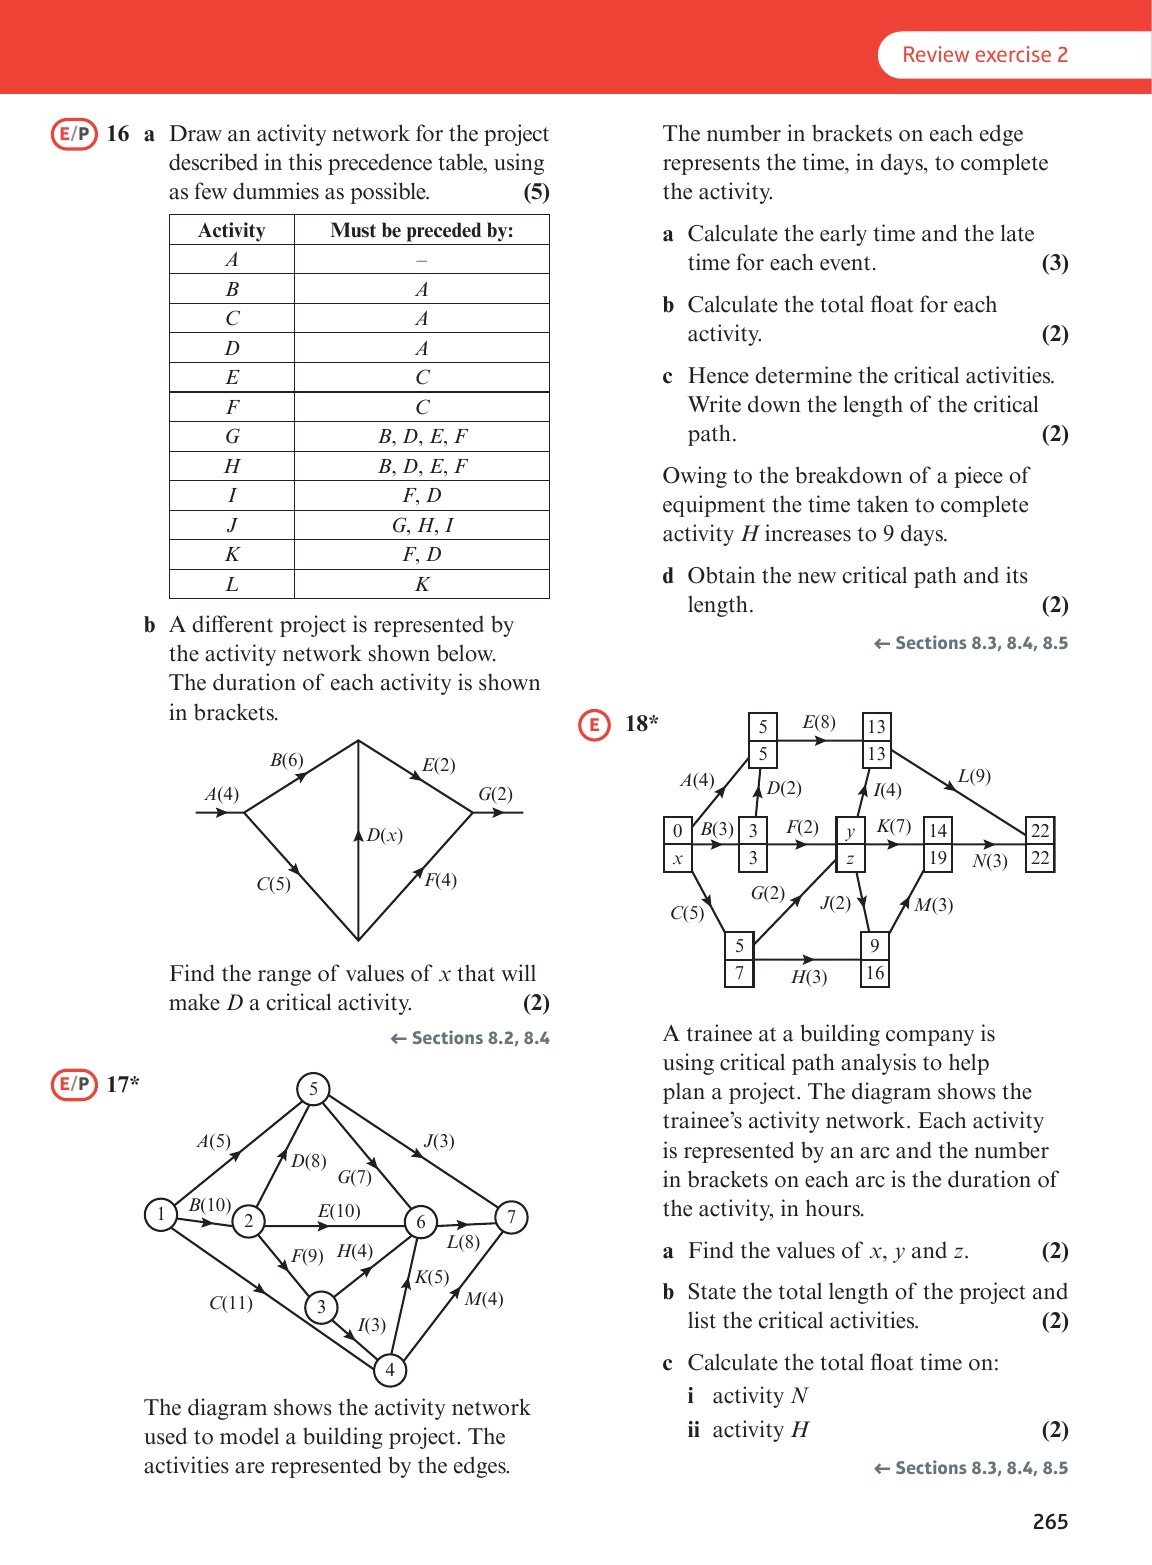 Review exercise 2
E/P 16 a Draw an activity network for the project
described in this precedence table, using
as few dummies as possible. (5)
Activity Must be preceded by:
A –
B A
C A
D A
E C
F C
G B, D, E, F
H B, D, E, F
I F, D
J G, H, I
K F, D
L K
b A different project is represented by
the activity network shown below.
The duration of each activity is shown
in brackets.
B(6)
E(2)
A(4)
G(2)
D(x)
C(5)
F(4)
Find the range of values of x that will
make D a critical activity. (2)
← Sections 8.2, 8.4
E/P 17*
5
A(5)
J(3)
D(8)
G(7)
1
B(10)
2
E(10)
6
7
L(8)
F(9)
H(4)
K(5)
C(11)
3
M(4)
I(3)
4
The diagram shows the activity network
used to model a building project. The
activities are represented by the edges.
The number in brackets on each edge
represents the time, in days, to complete
the activity.
a Calculate the early time and the late
time for each event. (3)
b Calculate the total float for each
activity. (2)
c Hence determine the critical activities.
Write down the length of the critical
path. (2)
Owing to the breakdown of a piece of
equipment the time taken to complete
activity H increases to 9 days.
d Obtain the new critical path and its
length. (2)
← Sections 8.3, 8.4, 8.5
E 18*
5
5
E(8)
13
13
A(4)
D(2)
I(4)
L(9)
0
x
B(3)
3
3
F(2)
y
z
K(7)
14
19
N(3)
22
22
G(2)
J(2)
M(3)
C(5)
5
7
H(3)
9
16
A trainee at a building company is
using critical path analysis to help
plan a project. The diagram shows the
trainee’s activity network. Each activity
is represented by an arc and the number
in brackets on each arc is the duration of
the activity, in hours.
a Find the values of x, y and z. (2)
b State the total length of the project and
list the critical activities. (2)
c Calculate the total float time on:
i activity N
ii activity H (2)
← Sections 8.3, 8.4, 8.5
265